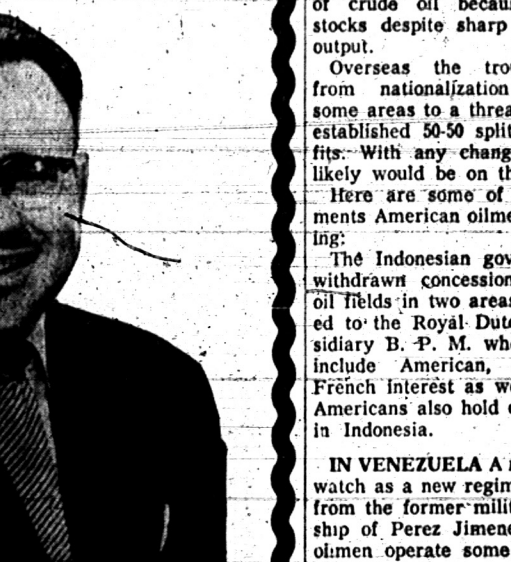 of crude oil becau
stocks despite sharp
output.
Overseas the tro
from nationalization
some areas to a threa
established 50-50 split
fits. With any chang
likely would be on th
Here are some of
ments American oilme
ing:
The Indonesian gov
withdrawn concession
oil fields in two areas
ed to the Royal Dutc
sidiary B. P. M. wh
include American,
French interest as we
Americans also hold
in Indonesia.
IN VENEZUELA A
watch as a new regim
from the former milit
ship of Perez Jimene
oilmen operate some